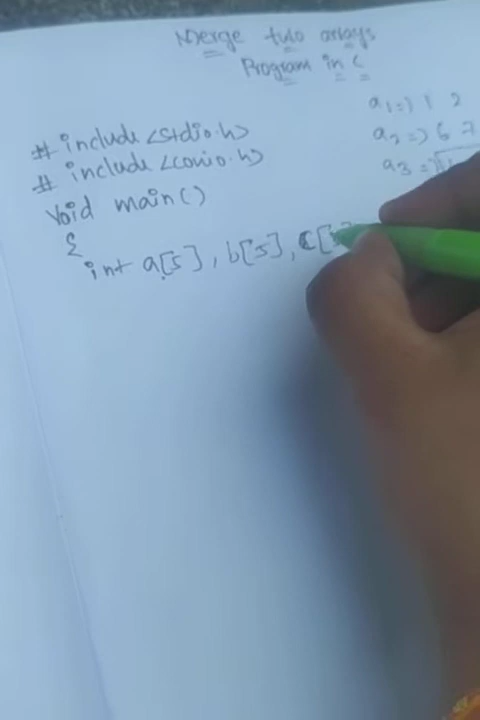 Merge two arrays
Program in C
a1=) 1 2
a2=) 6 7
a3=)
# include <stdio.h>
# include <conio.h>
void main()
{
int a[5], b[5], c[